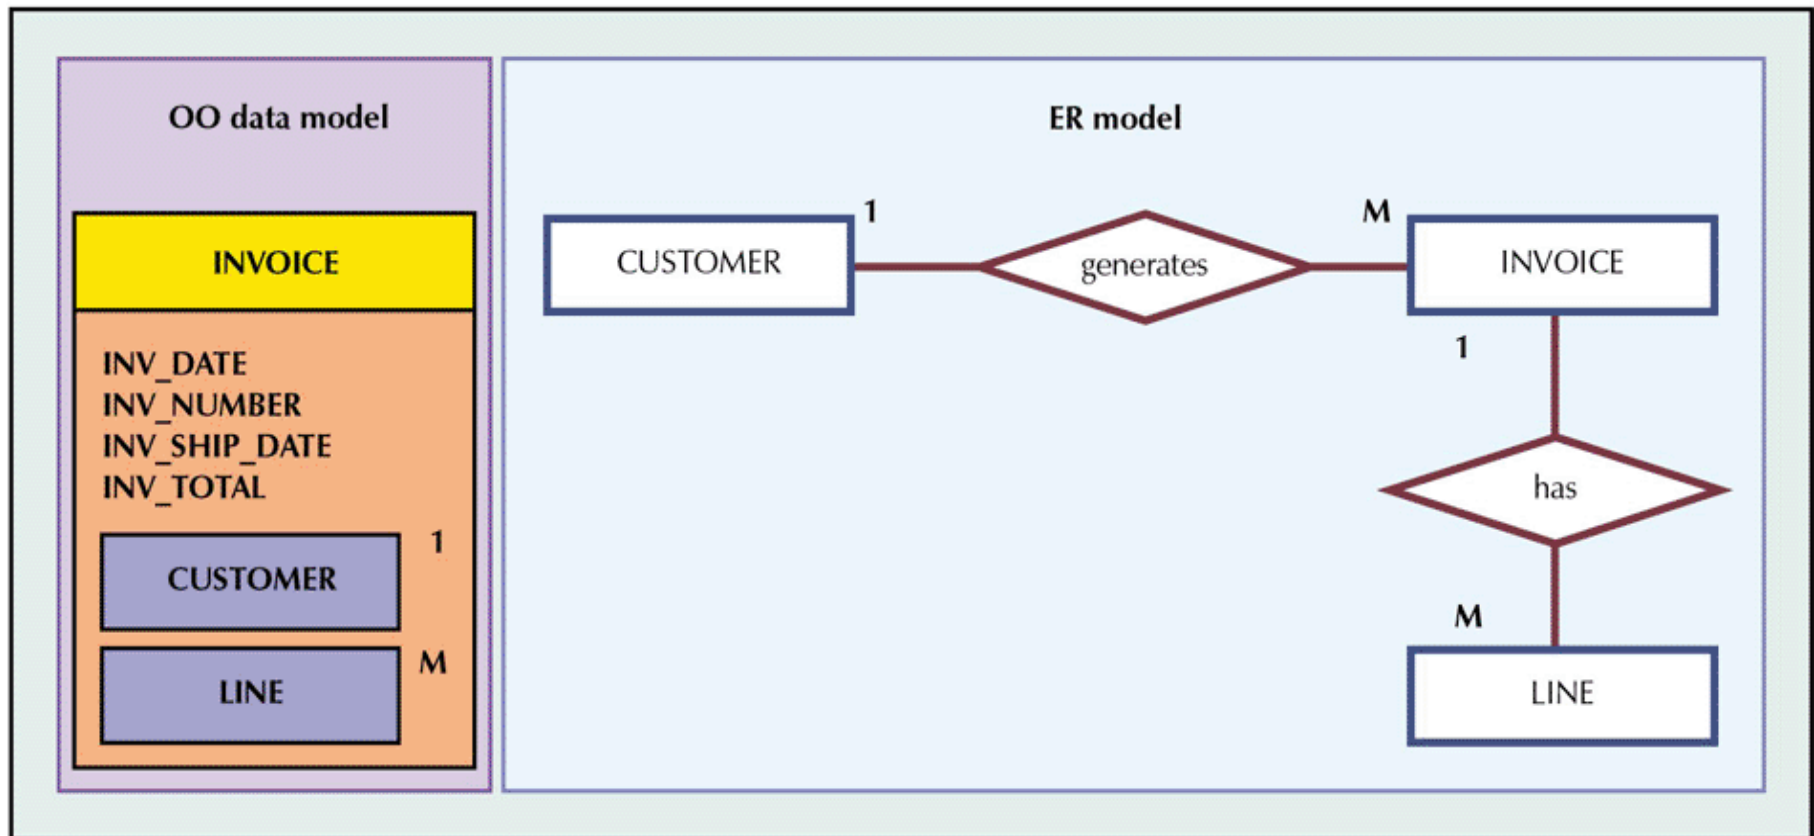 OO data model
INVOICE
INV_DATE
INV_NUMBER
INV_SHIP_DATE
INV_TOTAL
1
CUSTOMER
M
LINE
ER model
CUSTOMER
1
generates
M
INVOICE
1
has
M
LINE